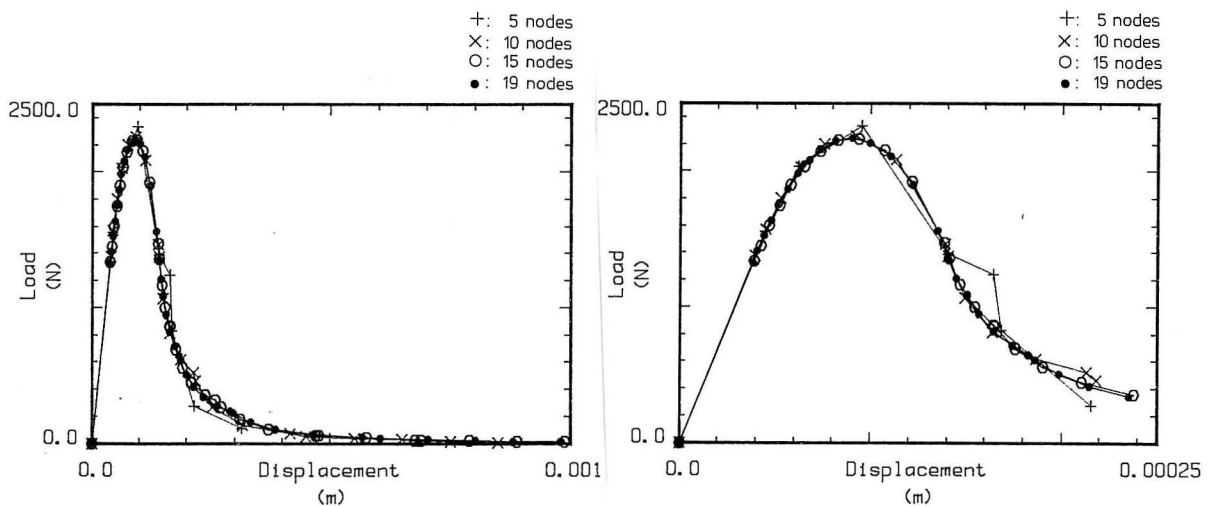 +: 5 nodes
×: 10 nodes
○: 15 nodes
●: 19 nodes
2500.0
Load
(N)
0.0
0.0
Displacement
0.001
(m)
+: 5 nodes
×: 10 nodes
○: 15 nodes
●: 19 nodes
2500.0
Load
(N)
0.0
0.0
Displacement
0.00025
(m)